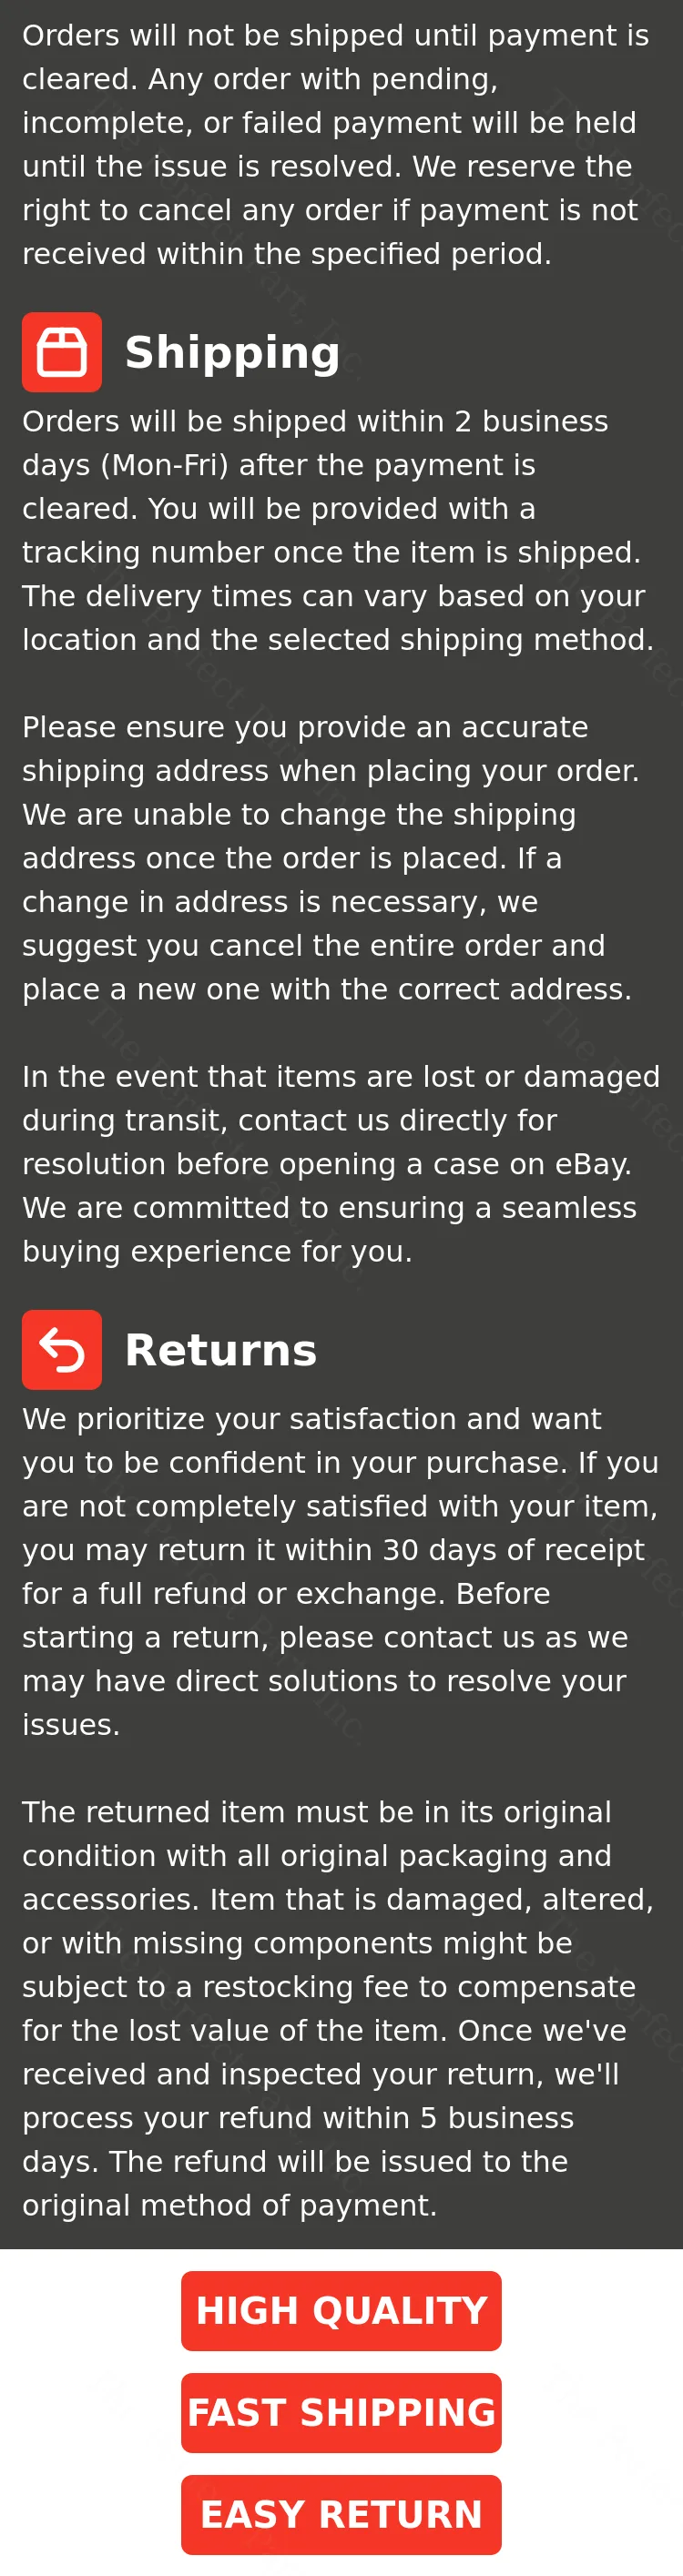 Orders will not be shipped until payment is
cleared. Any order with pending,
incomplete, or failed payment will be held
until the issue is resolved. We reserve the
right to cancel any order if payment is not
received within the specified period.
Shipping
Orders will be shipped within 2 business
days (Mon-Fri) after the payment is
cleared. You will be provided with a
tracking number once the item is shipped.
The delivery times can vary based on your
location and the selected shipping method.
Please ensure you provide an accurate
shipping address when placing your order.
We are unable to change the shipping
address once the order is placed. If a
change in address is necessary, we
suggest you cancel the entire order and
place a new one with the correct address.
In the event that items are lost or damaged
during transit, contact us directly for
resolution before opening a case on eBay.
We are committed to ensuring a seamless
buying experience for you.
Returns
We prioritize your satisfaction and want
you to be confident in your purchase. If you
are not completely satisfied with your item,
you may return it within 30 days of receipt
for a full refund or exchange. Before
starting a return, please contact us as we
may have direct solutions to resolve your
issues.
The returned item must be in its original
condition with all original packaging and
accessories. Item that is damaged, altered,
or with missing components might be
subject to a restocking fee to compensate
for the lost value of the item. Once we've
received and inspected your return, we'll
process your refund within 5 business
days. The refund will be issued to the
original method of payment.
HIGH QUALITY
FAST SHIPPING
EASY RETURN
The Perfect Part, Inc.